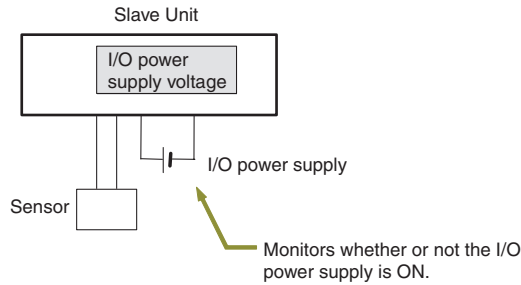 Slave Unit
I/O power
supply voltage
I/O power supply
Sensor
Monitors whether or not the I/O
power supply is ON.